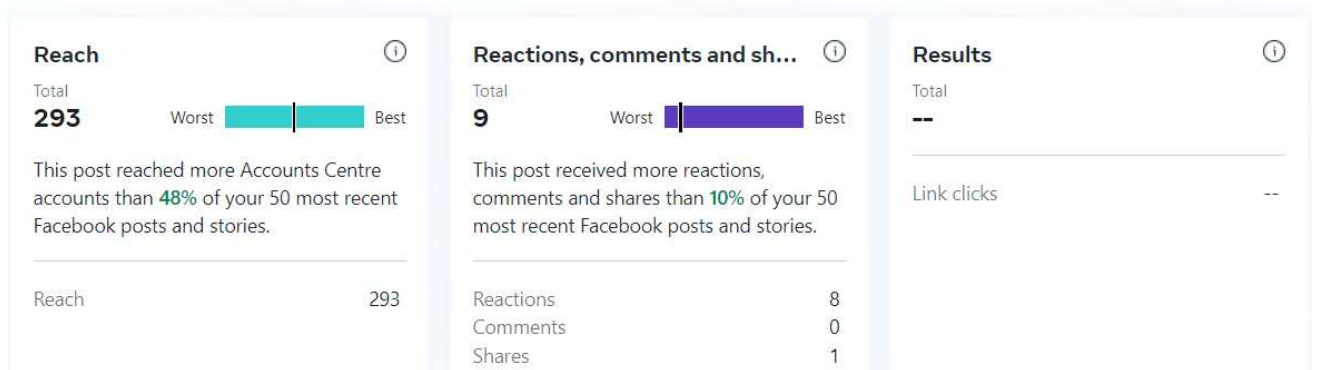 Reach
Total
293
Worst
Best
This post reached more Accounts Centre
accounts than 48% of your 50 most recent
Facebook posts and stories.
Reach 293
Reactions, comments and sh...
Total
9
Worst
Best
This post received more reactions,
comments and shares than 10% of your 50
most recent Facebook posts and stories.
Reactions 8
Comments 0
Shares 1
Results
Total
--
Link clicks --